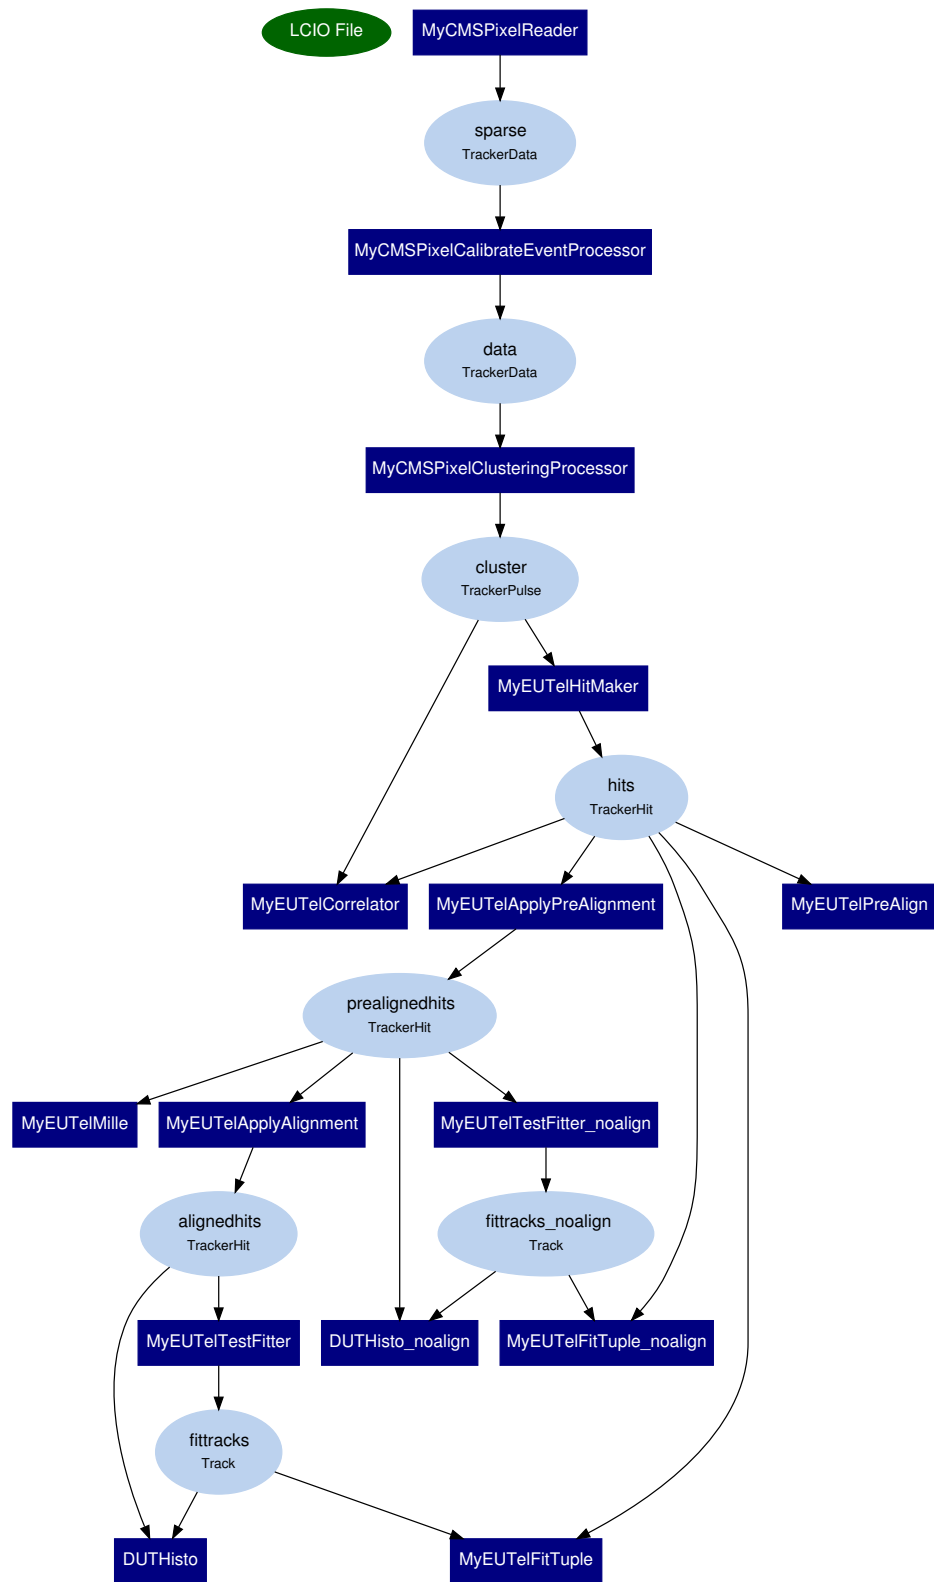 LCIO File
MyCMSPixelReader
sparse
TrackerData
MyCMSPixelCalibrateEventProcessor
data
TrackerData
MyCMSPixelClusteringProcessor
cluster
TrackerPulse
MyEUTelHitMaker
hits
TrackerHit
MyEUTelCorrelator
MyEUTelApplyPreAlignment
MyEUTelPreAlign
prealignedhits
TrackerHit
MyEUTelMille
MyEUTelApplyAlignment
MyEUTelTestFitter_noalign
alignedhits
TrackerHit
fittracks_noalign
Track
MyEUTelTestFitter
DUTHisto_noalign
MyEUTelFitTuple_noalign
fittracks
Track
DUTHisto
MyEUTelFitTuple